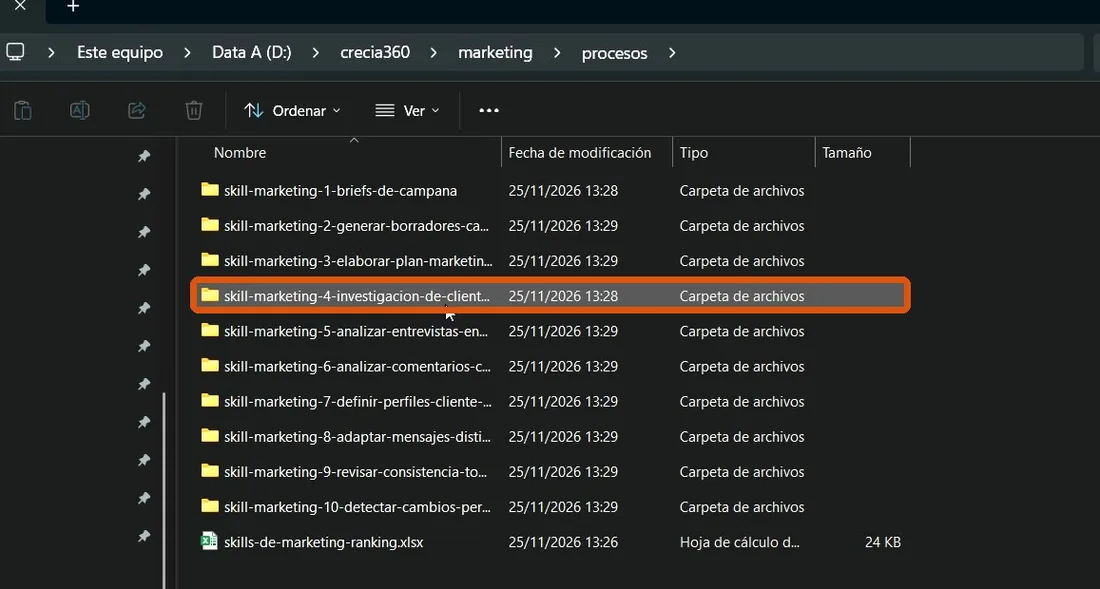 Este equipo > Data A (D:) > crecia360 > marketing > procesos >
Ordenar Ver ...
Nombre Fecha de modificación Tipo Tamaño
skill-marketing-1-briefs-de-campana 25/11/2026 13:28 Carpeta de archivos
skill-marketing-2-generar-borradores-ca... 25/11/2026 13:29 Carpeta de archivos
skill-marketing-3-elaborar-plan-marketin... 25/11/2026 13:29 Carpeta de archivos
skill-marketing-4-investigacion-de-client... 25/11/2026 13:28 Carpeta de archivos
skill-marketing-5-analizar-entrevistas-en... 25/11/2026 13:29 Carpeta de archivos
skill-marketing-6-analizar-comentarios-c... 25/11/2026 13:29 Carpeta de archivos
skill-marketing-7-definir-perfiles-cliente-... 25/11/2026 13:29 Carpeta de archivos
skill-marketing-8-adaptar-mensajes-disti... 25/11/2026 13:29 Carpeta de archivos
skill-marketing-9-revisar-consistencia-to... 25/11/2026 13:29 Carpeta de archivos
skill-marketing-10-detectar-cambios-per... 25/11/2026 13:29 Carpeta de archivos
skills-de-marketing-ranking.xlsx 25/11/2026 13:26 Hoja de cálculo d... 24 KB